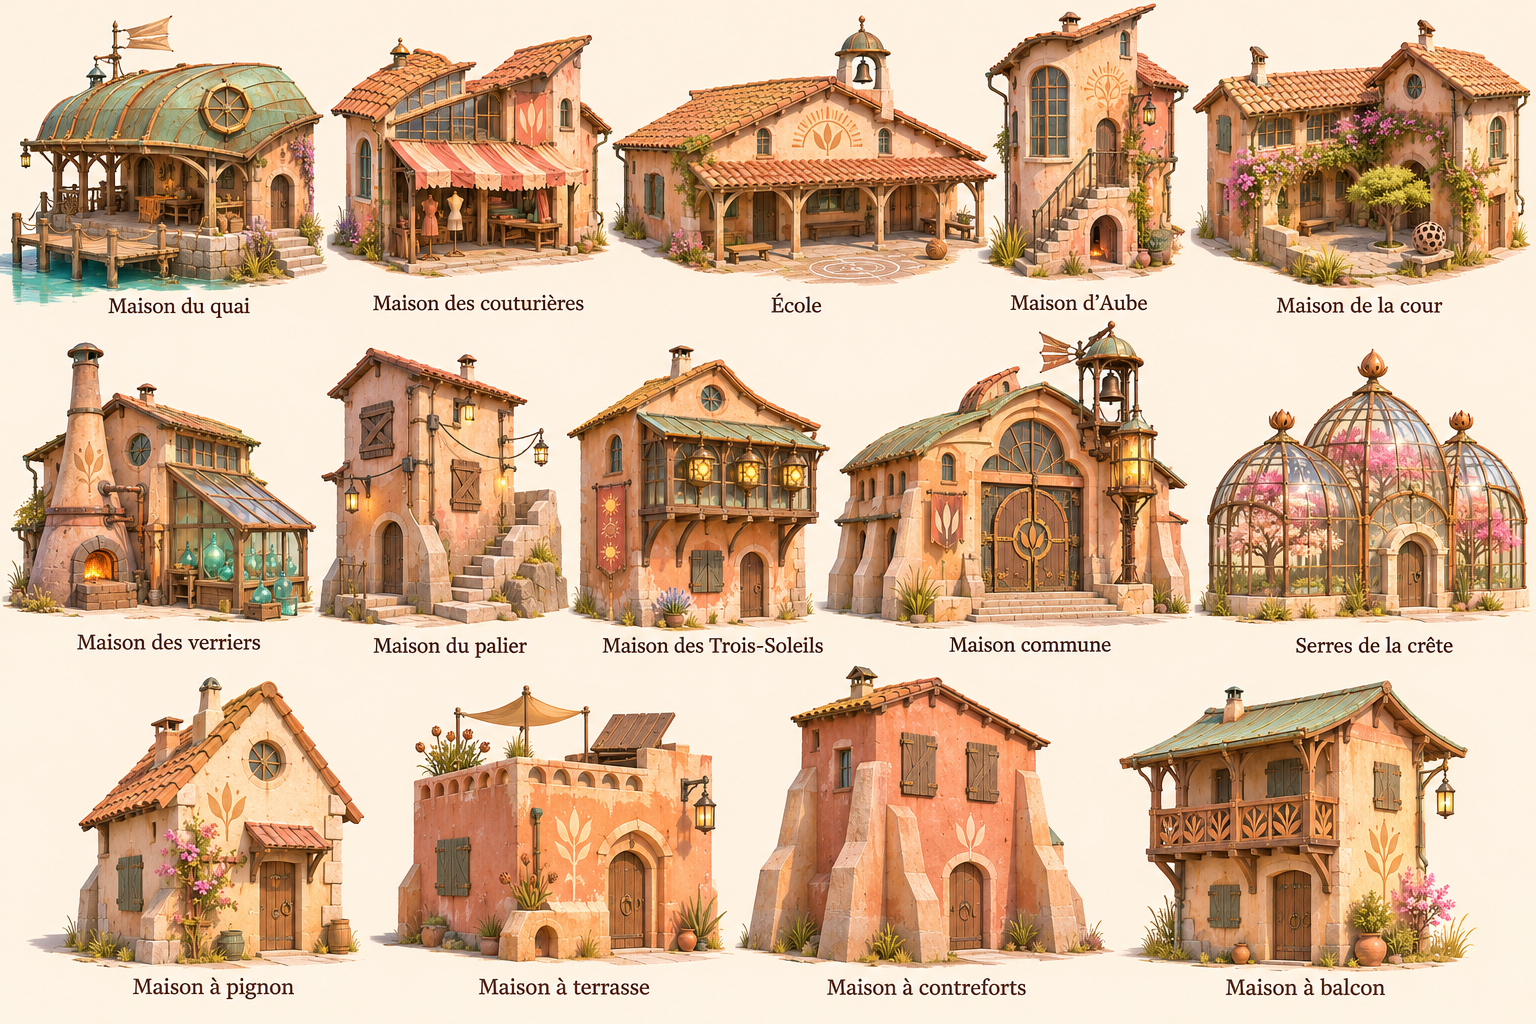 Maison du quai
Maison des couturières
École
Maison d'Aube
Maison de la cour
Maison des verriers
Maison du palier
Maison des Trois-Soleils
Maison commune
Serres de la crête
Maison à pignon
Maison à terrasse
Maison à contreforts
Maison à balcon